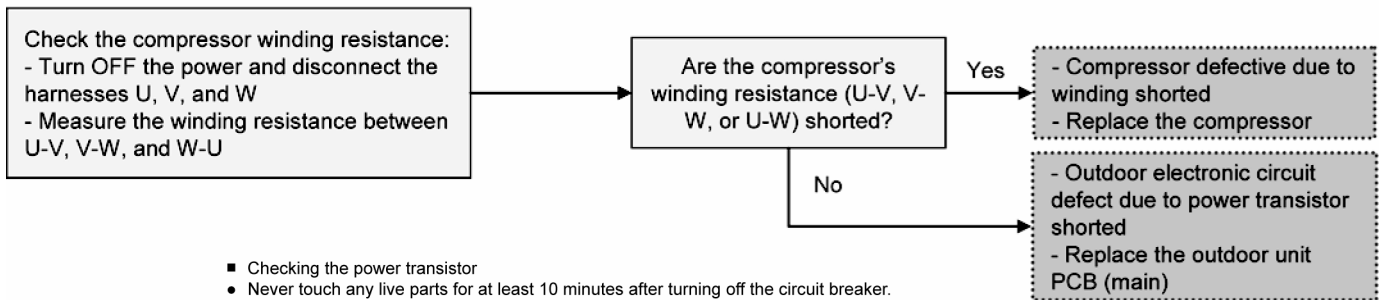 Check the compressor winding resistance:
- Turn OFF the power and disconnect the
harnesses U, V, and W
- Measure the winding resistance between
U-V, V-W, and W-U
Are the compressor's
winding resistance (U-V, V-
W, or U-W) shorted?
Yes
- Compressor defective due to
winding shorted
- Replace the compressor
No
- Outdoor electronic circuit
defect due to power transistor
shorted
- Replace the outdoor unit
PCB (main)
■ Checking the power transistor
● Never touch any live parts for at least 10 minutes after turning off the circuit breaker.